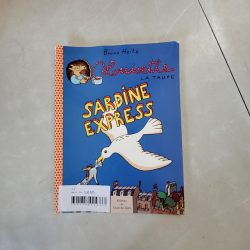 Bruno Heitz
Louisette
LA TAUPE
SARDINE
EXPRESS